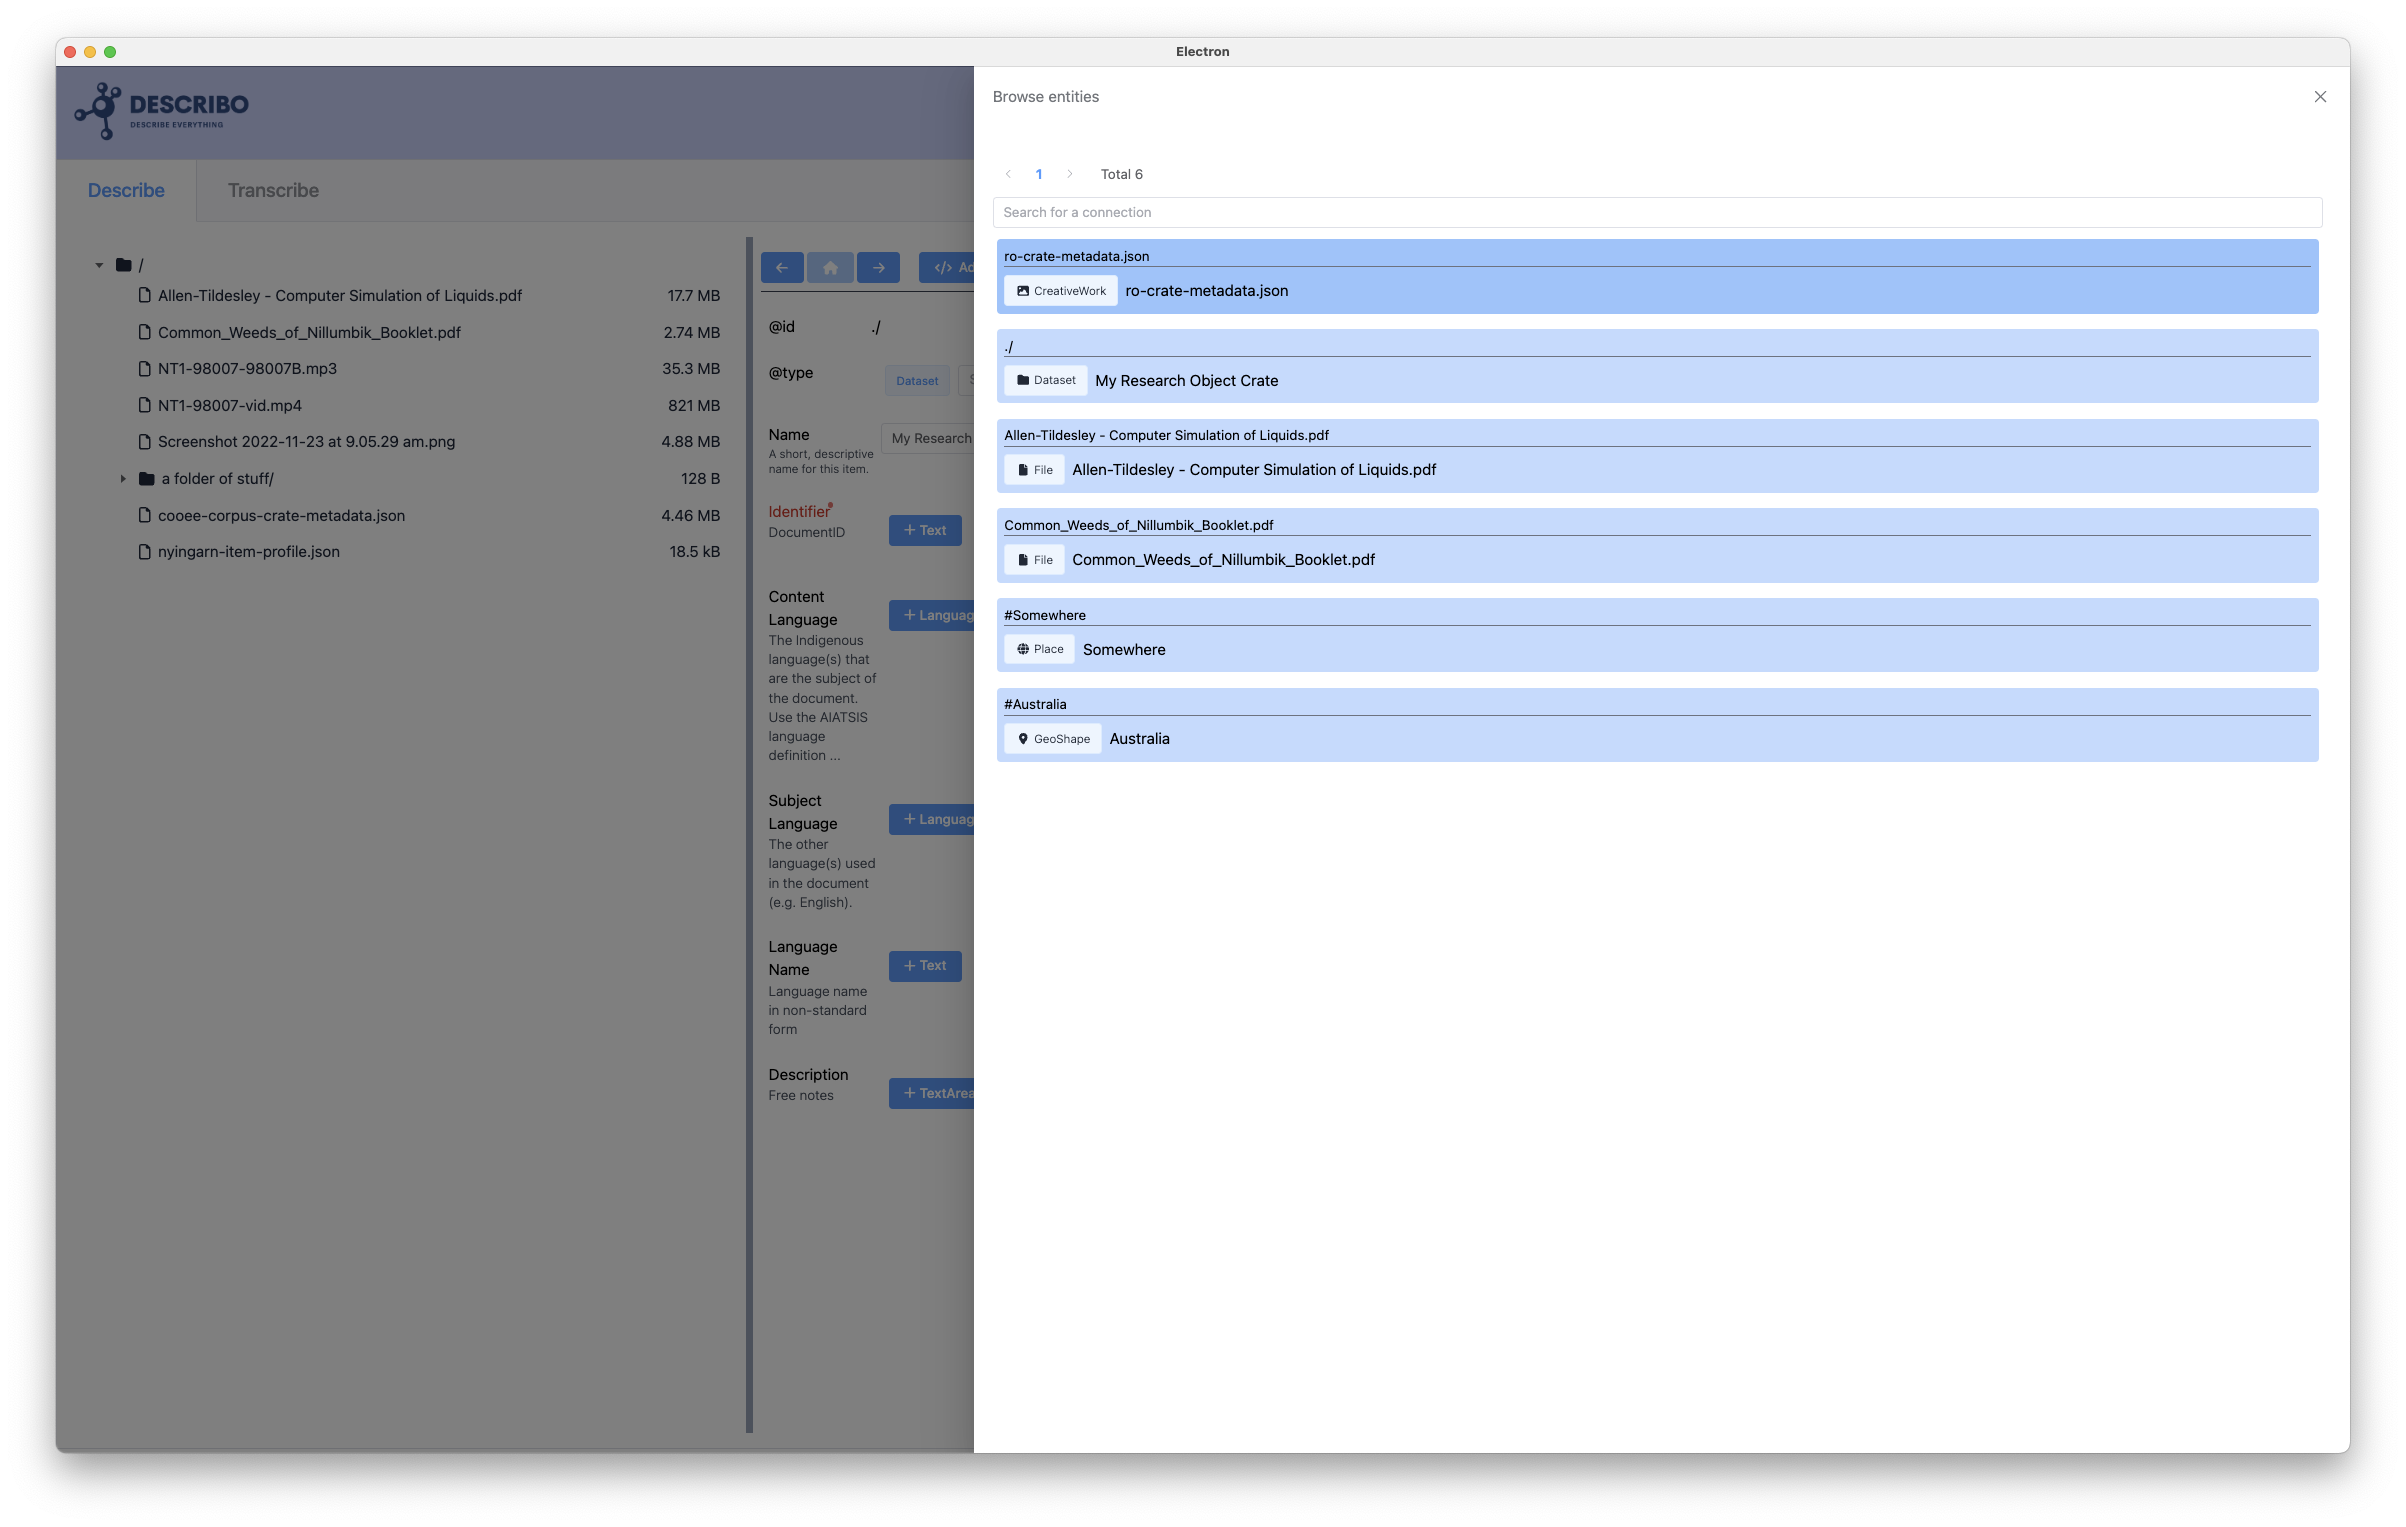 Electron
DESCRIBO
DESCRIBE EVERYTHING
Describe
Transcribe
/
Allen-Tildesley - Computer Simulation of Liquids.pdf 17.7 MB
Common_Weeds_of_Nillumbik_Booklet.pdf 2.74 MB
NT1-98007-98007B.mp3 35.3 MB
NT1-98007-vid.mp4 821 MB
Screenshot 2022-11-23 at 9.05.29 am.png 4.88 MB
a folder of stuff/ 128 B
cooee-corpus-crate-metadata.json 4.46 MB
nyingarn-item-profile.json 18.5 kB
</> Ad
@id ./
@type Dataset S
Name My Research
A short, descriptive
name for this item.
Identifier
DocumentID
+ Text
Content
Language
+ Languag
The Indigenous
language(s) that
are the subject of
the document.
Use the AIATSIS
language
definition ...
Subject
Language
+ Languag
The other
language(s) used
in the document
(e.g. English).
Language
Name
+ Text
Language name
in non-standard
form
Description
Free notes
+ TextArea
Browse entities
1
Total 6
Search for a connection
ro-crate-metadata.json
CreativeWork ro-crate-metadata.json
./
Dataset My Research Object Crate
Allen-Tildesley - Computer Simulation of Liquids.pdf
File Allen-Tildesley - Computer Simulation of Liquids.pdf
Common_Weeds_of_Nillumbik_Booklet.pdf
File Common_Weeds_of_Nillumbik_Booklet.pdf
#Somewhere
Place Somewhere
#Australia
GeoShape Australia